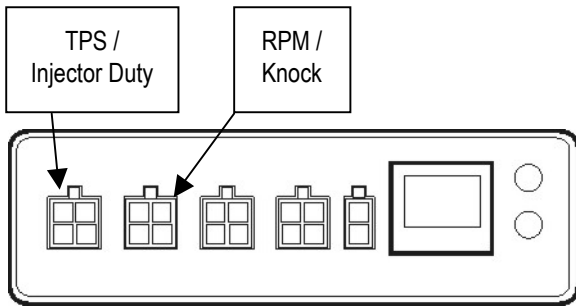 TPS /
Injector Duty
RPM /
Knock